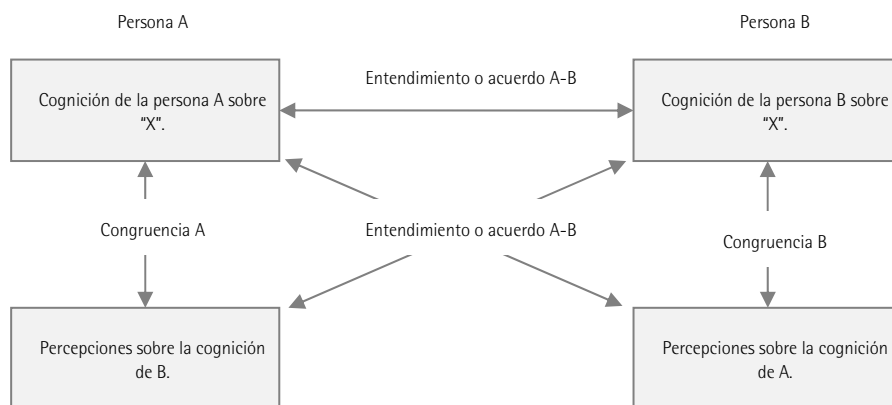 Persona A
Persona B
Cognición de la persona A sobre
“X”.
Entendimiento o acuerdo A-B
Cognición de la persona B sobre
“X”.
Congruencia A
Entendimiento o acuerdo A-B
Congruencia B
Percepciones sobre la cognición
de B.
Percepciones sobre la cognición
de A.